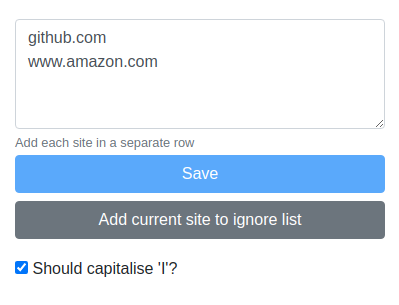 github.com
www.amazon.com
Add each site in a separate row
Save
Add current site to ignore list
Should capitalise 'I'?